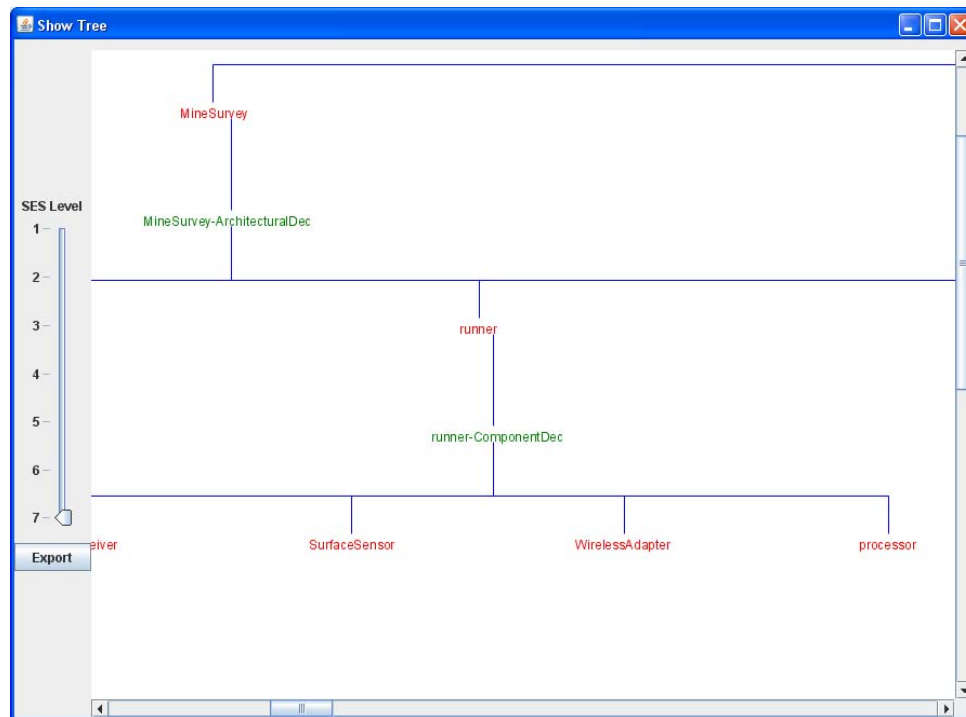 Show Tree
MineSurvey
MineSurvey-ArchitecturalDec
SES Level
1
2
3
4
5
6
7
Export
runner
runner-ComponentDec
eiver
SurfaceSensor
WirelessAdapter
processor